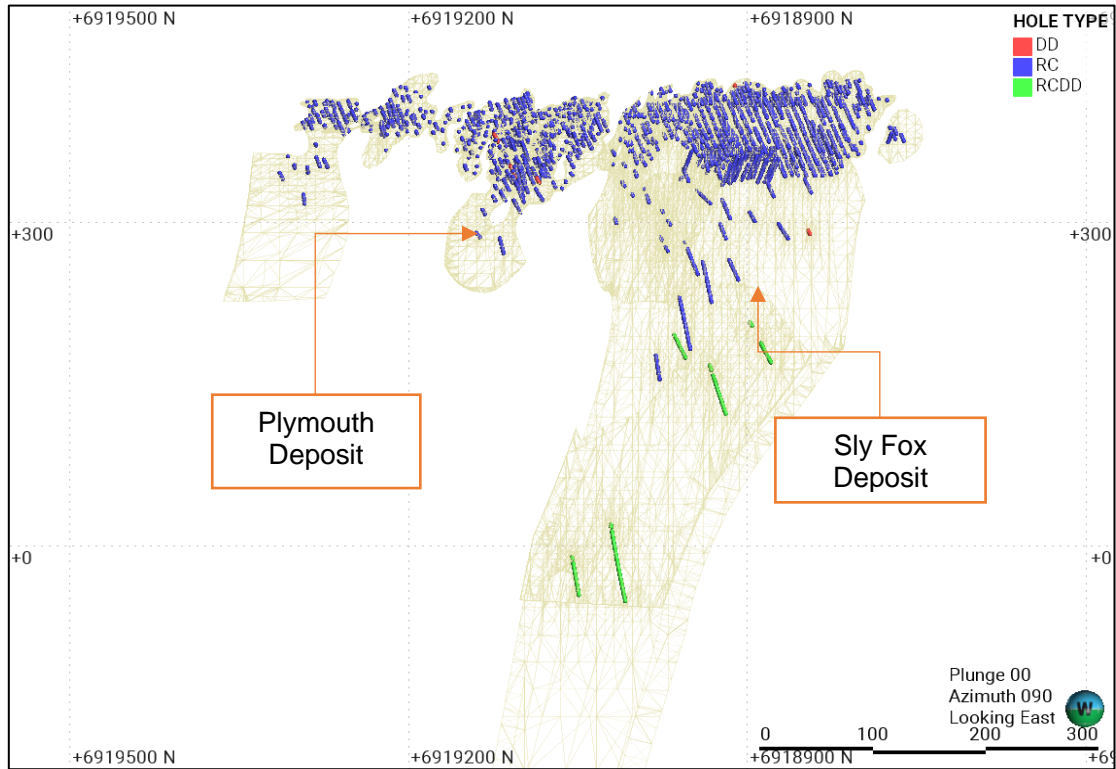 +6919500 N
+6919200 N
+6918900 N
HOLE TYPE
DD
RC
RCDD
+300
+300
Plymouth
Deposit
Sly Fox
Deposit
+0
+0
Plunge 00
Azimuth 090
Looking East
W
0
100
200
300
+6919500 N
+6919200 N
+6918900 N